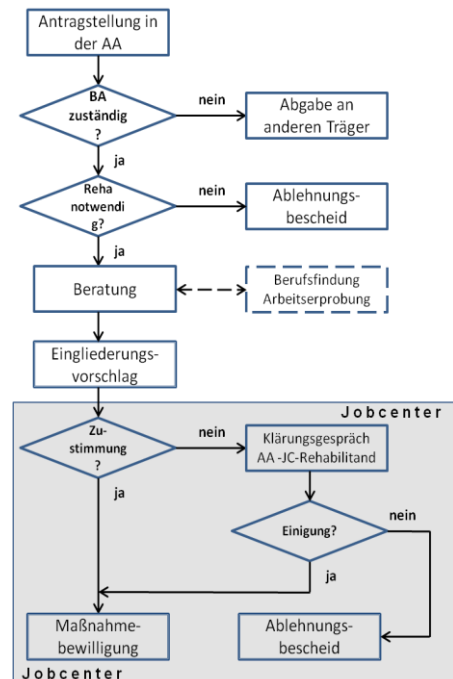 Antragstellung in
der AA
BA
zuständig
?
nein
Abgabe an
anderen Träger
ja
Reha
notwendi
g?
nein
Ablehnungs-
bescheid
ja
Beratung
Berufsfindung
Arbeitserprobung
Eingliederungs-
vorschlag
Jobcenter
Zu-
stimmung
?
nein
Klärungsgespräch
AA -JC-Rehabilitand
ja
Einigung?
nein
ja
Maßnahme-
bewilligung
Ablehnungs-
bescheid
Jobcenter